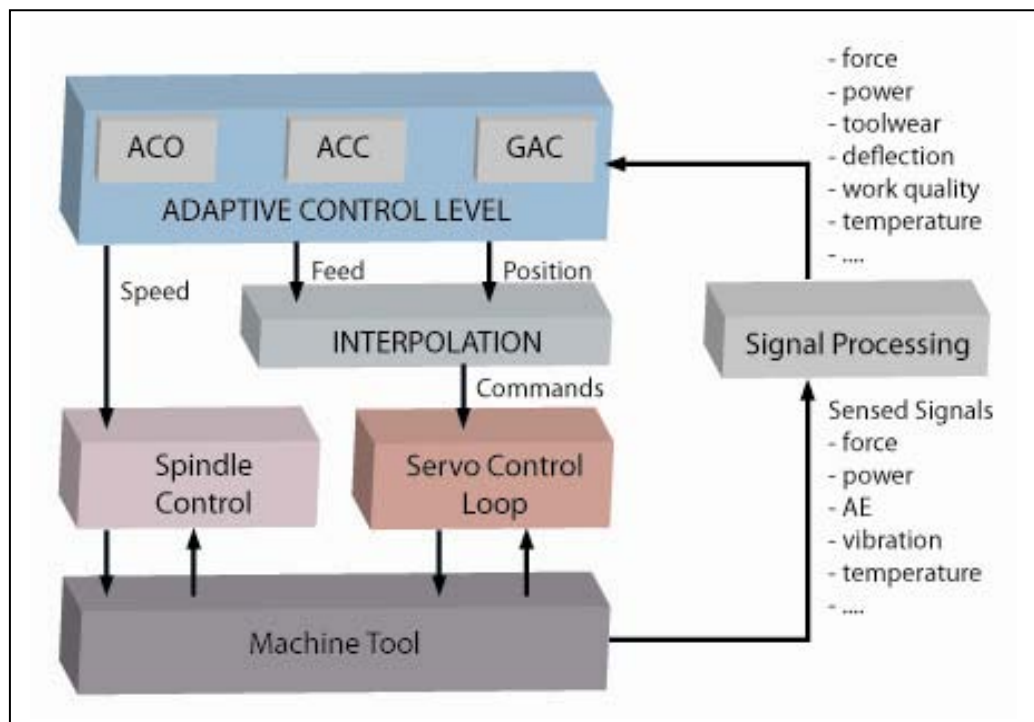 ACO
ACC
GAC
ADAPTIVE CONTROL LEVEL
Speed
Feed
Position
INTERPOLATION
Commands
Spindle
Control
Servo Control
Loop
Machine Tool
- force
- power
- toolwear
- deflection
- work quality
- temperature
- ....
Signal Processing
Sensed Signals
- force
- power
- AE
- vibration
- temperature
- ....